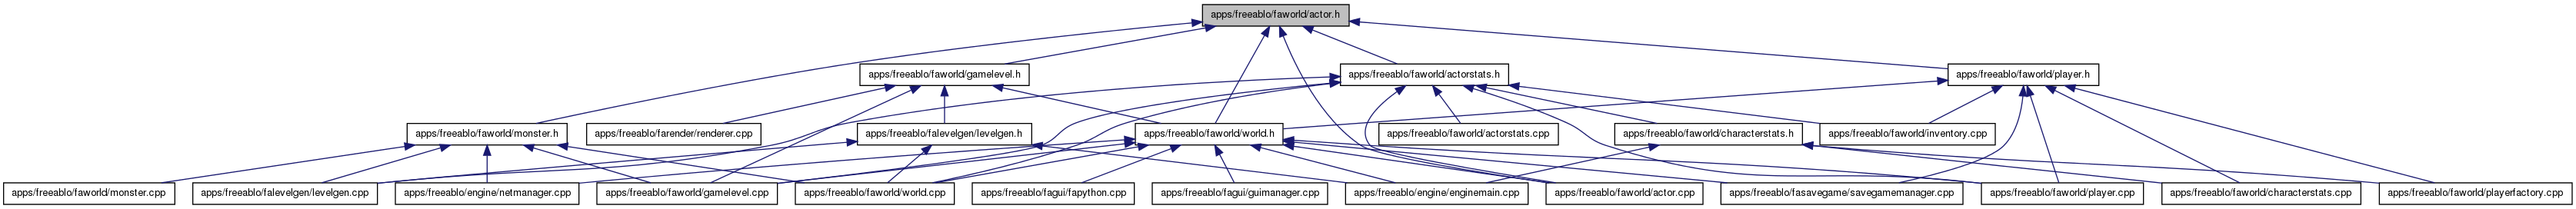 apps/freeablo/faworld/actor.h
apps/freeablo/faworld/gamelevel.h
apps/freeablo/faworld/actorstats.h
apps/freeablo/faworld/player.h
apps/freeablo/faworld/monster.h
apps/freeablo/farender/renderer.cpp
apps/freeablo/falevelgen/levelgen.h
apps/freeablo/faworld/world.h
apps/freeablo/faworld/actorstats.cpp
apps/freeablo/faworld/characterstats.h
apps/freeablo/faworld/inventory.cpp
apps/freeablo/faworld/monster.cpp
apps/freeablo/falevelgen/levelgen.cpp
apps/freeablo/engine/netmanager.cpp
apps/freeablo/faworld/gamelevel.cpp
apps/freeablo/faworld/world.cpp
apps/freeablo/fagui/fapython.cpp
apps/freeablo/fagui/guimanager.cpp
apps/freeablo/engine/enginemain.cpp
apps/freeablo/faworld/actor.cpp
apps/freeablo/fasavegame/savegamemanager.cpp
apps/freeablo/faworld/player.cpp
apps/freeablo/faworld/characterstats.cpp
apps/freeablo/faworld/playerfactory.cpp